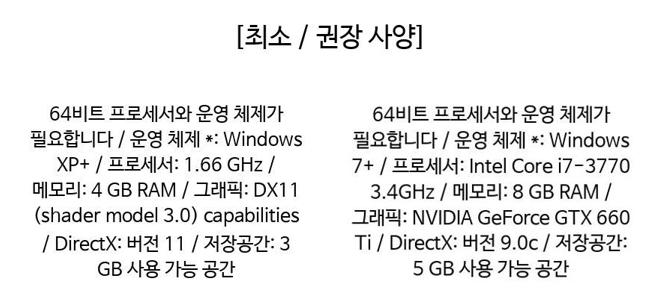 [최소 / 권장 사양]
64비트 프로세서와 운영 체제가
필요합니다 / 운영 체제 *: Windows
XP+ / 프로세서: 1.66 GHz /
메모리: 4 GB RAM / 그래픽: DX11
(shader model 3.0) capabilities
/ DirectX: 버전 11 / 저장공간: 3
GB 사용 가능 공간
64비트 프로세서와 운영 체제가
필요합니다 / 운영 체제 *: Windows
7+ / 프로세서: Intel Core i7-3770
3.4GHz / 메모리: 8 GB RAM /
그래픽: NVIDIA GeForce GTX 660
Ti / DirectX: 버전 9.0c / 저장공간:
5 GB 사용 가능 공간